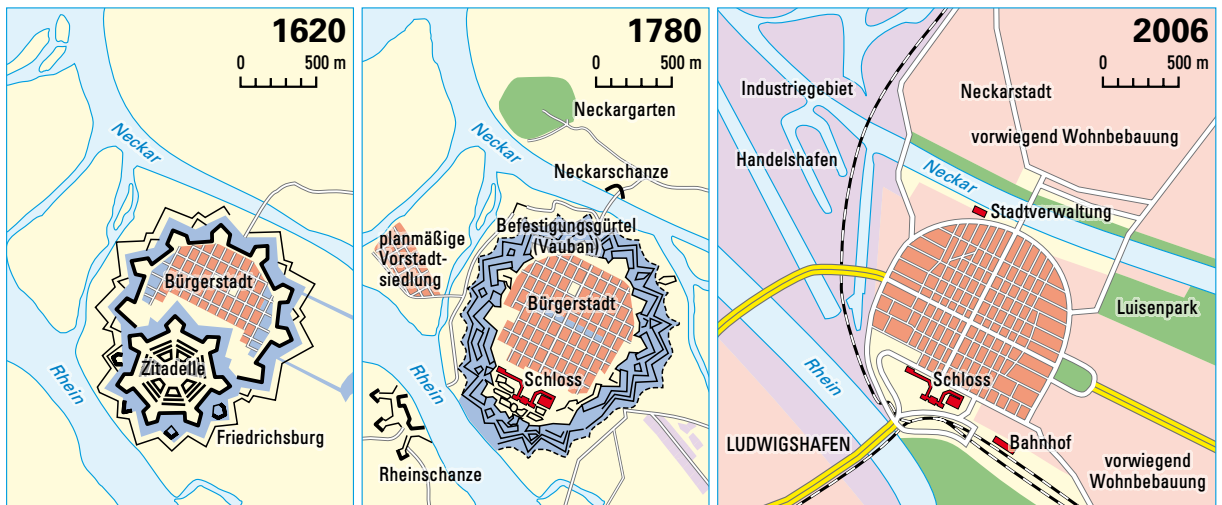 1620
0 500 m
Neckar
Bürgerstadt
Zitadelle
Rhein
Friedrichsburg
1780
0 500 m
Neckargarten
Neckar
Neckarschanze
Befestigungsgürtel
(Vauban)
planmäßige
Vorstadt-
siedlung
Bürgerstadt
Schloss
Rhein
Rheinschanze
2006
0 500 m
Industriegebiet
Neckarstadt
vorwiegend Wohnbebauung
Handelshafen
Neckar
Stadtverwaltung
Luisenpark
Rhein
Schloss
LUDWIGSHAFEN
Bahnhof
vorwiegend
Wohnbebauung